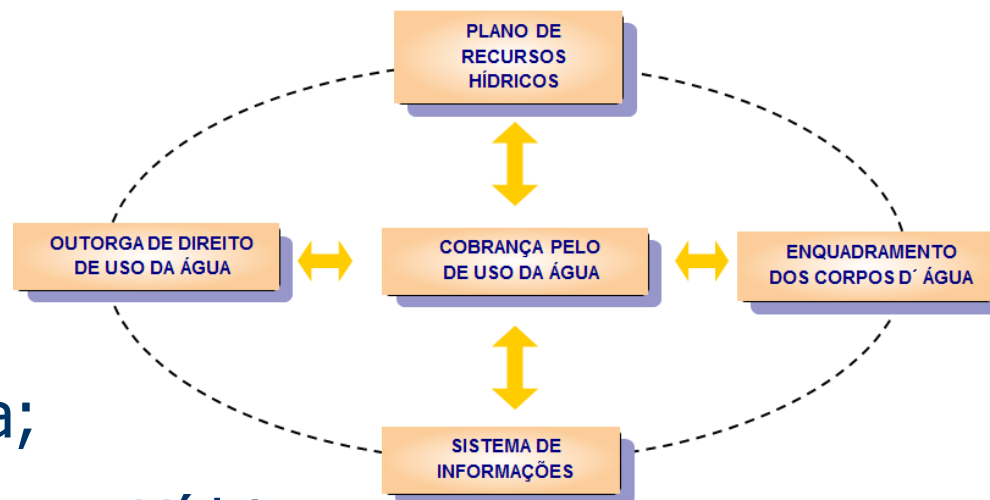 PLANO DE
RECURSOS
HÍDRICOS
OUTORGA DE DIREITO
DE USO DA ÁGUA
COBRANÇA PELO
DE USO DA ÁGUA
ENQUADRAMENTO
DOS CORPOS D´ ÁGUA
a;
SISTEMA DE
INFORMAÇÕES